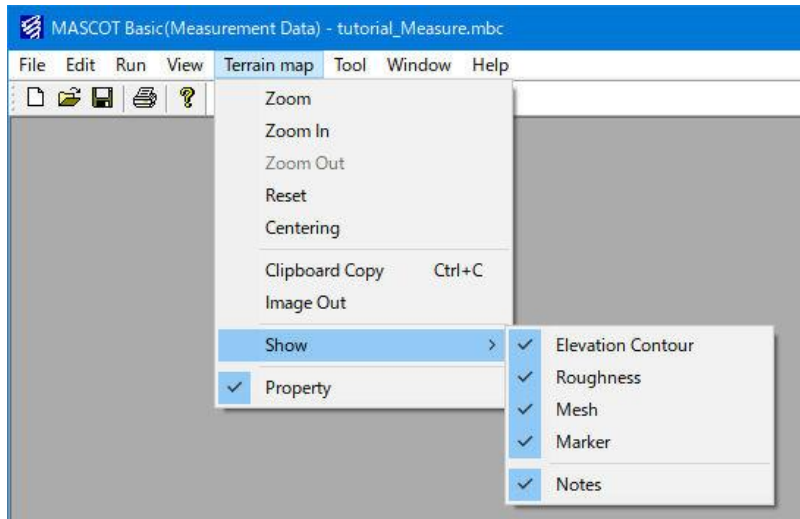 MASCOT Basic(Measurement Data) - tutorial_Measure.mbc
File Edit Run View Terrain map Tool Window Help
Zoom
Zoom In
Zoom Out
Reset
Centering
Clipboard Copy Ctrl+C
Image Out
Show
Property
Elevation Contour
Roughness
Mesh
Marker
Notes